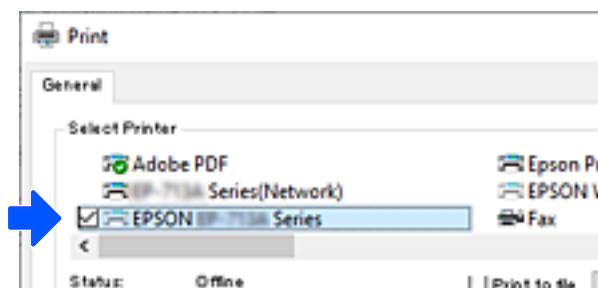 Print
General
Select Printer
Adobe PDF
Epson
Series(Network)
EPSON
EPSON Series
Fax
Status: Offline
Print to file